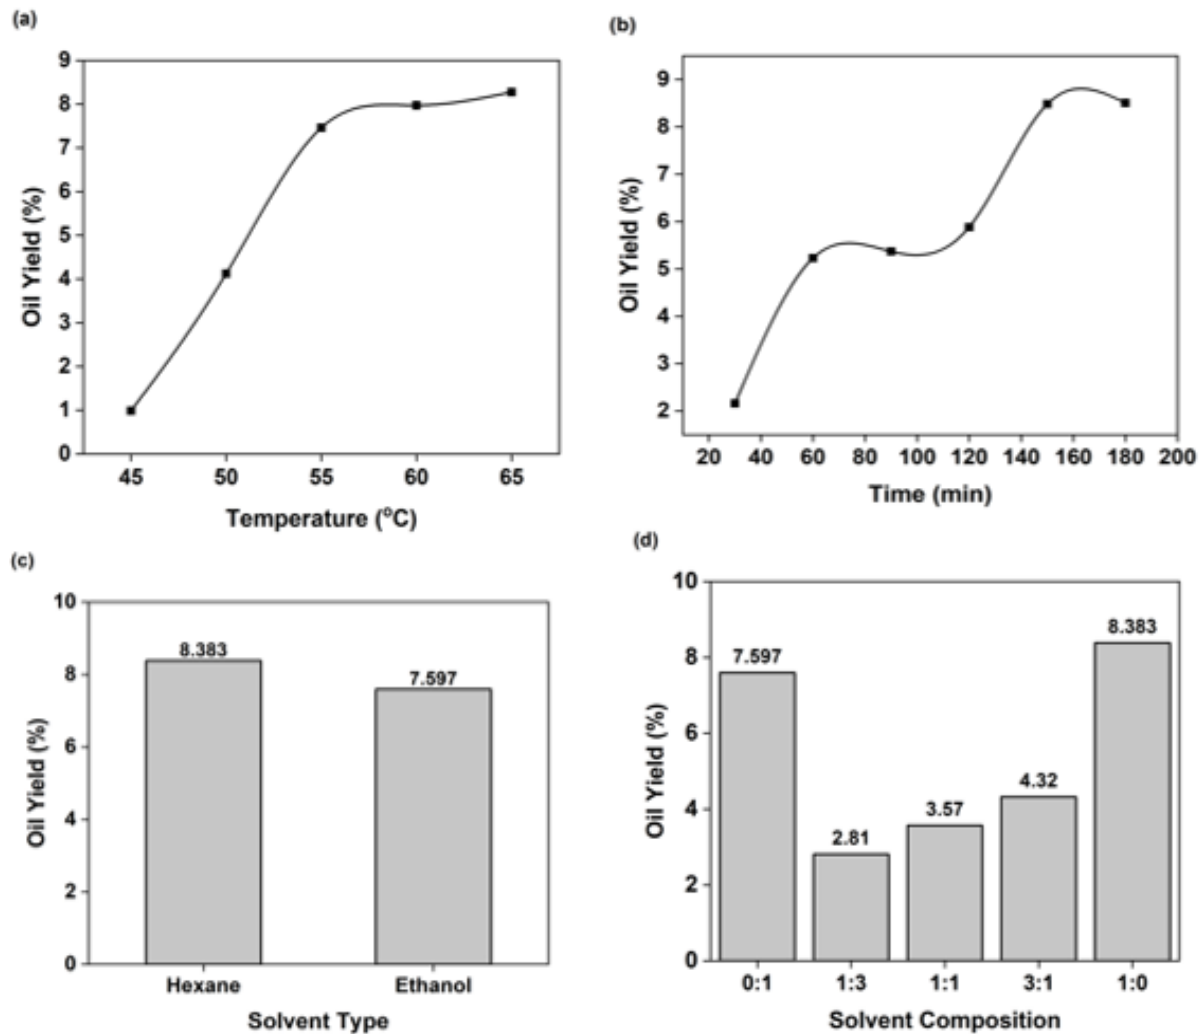 (a)
9
8
7
6
5
4
3
2
1
0
Oil Yield (%)
45 50 55 60 65
Temperature (°C)
(b)
9
8
7
6
5
4
3
2
Oil Yield (%)
20 40 60 80 100 120 140 160 180 200
Time (min)
(c)
10
8
6
4
2
0
Oil Yield (%)
8.383
7.597
Hexane Ethanol
Solvent Type
(d)
10
8
6
4
2
0
Oil Yield (%)
7.597
2.81
3.57
4.32
8.383
0:1 1:3 1:1 3:1 1:0
Solvent Composition